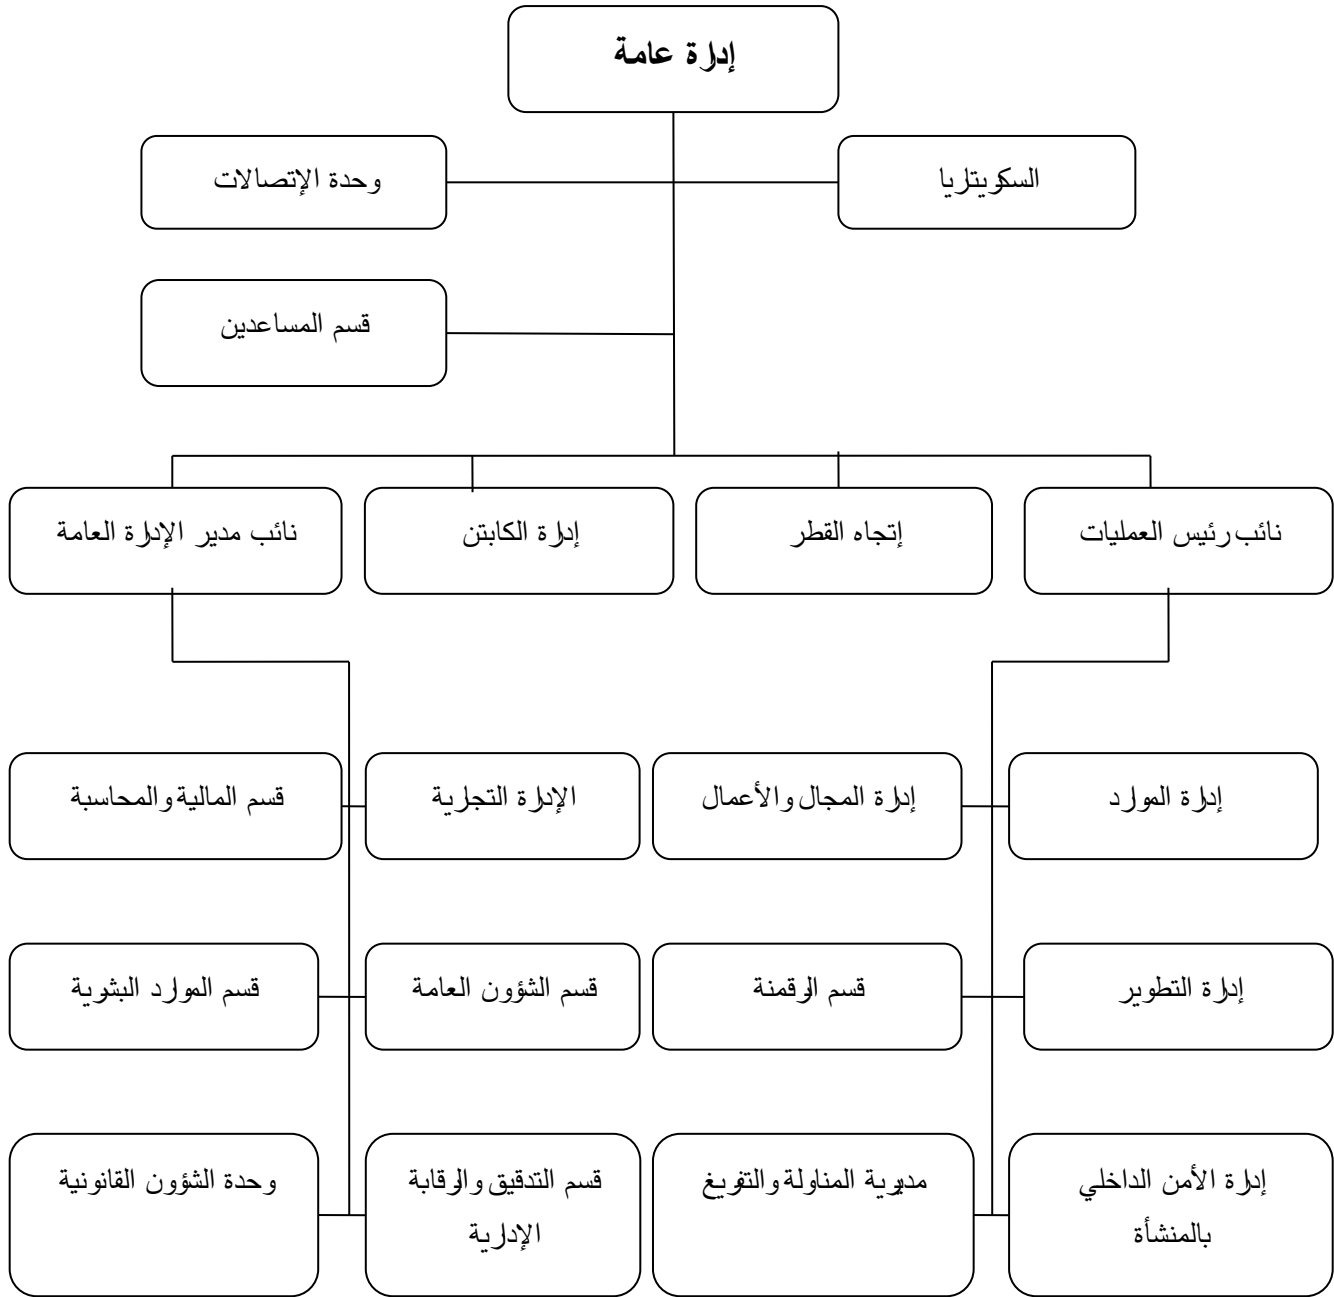 إدارة عامة
السكريتاريا
وحدة الإتصالات
قسم المساعدين
نائب رئيس العمليات
إتجاه القطر
إدارة الكابتن
نائب مدير الإدارة العامة
إدارة الموارد
إدارة المجال والأعمال
الإدارة التجارية
قسم المالية والمحاسبة
إدارة التطوير
قسم الرقمنة
قسم الشؤون العامة
قسم الموارد البشرية
إدارة الأمن الداخلي
بالمنشأة
مديرية المناولة والتفريغ
قسم التدقيق والرقابة
الإدارية
وحدة الشؤون القانونية